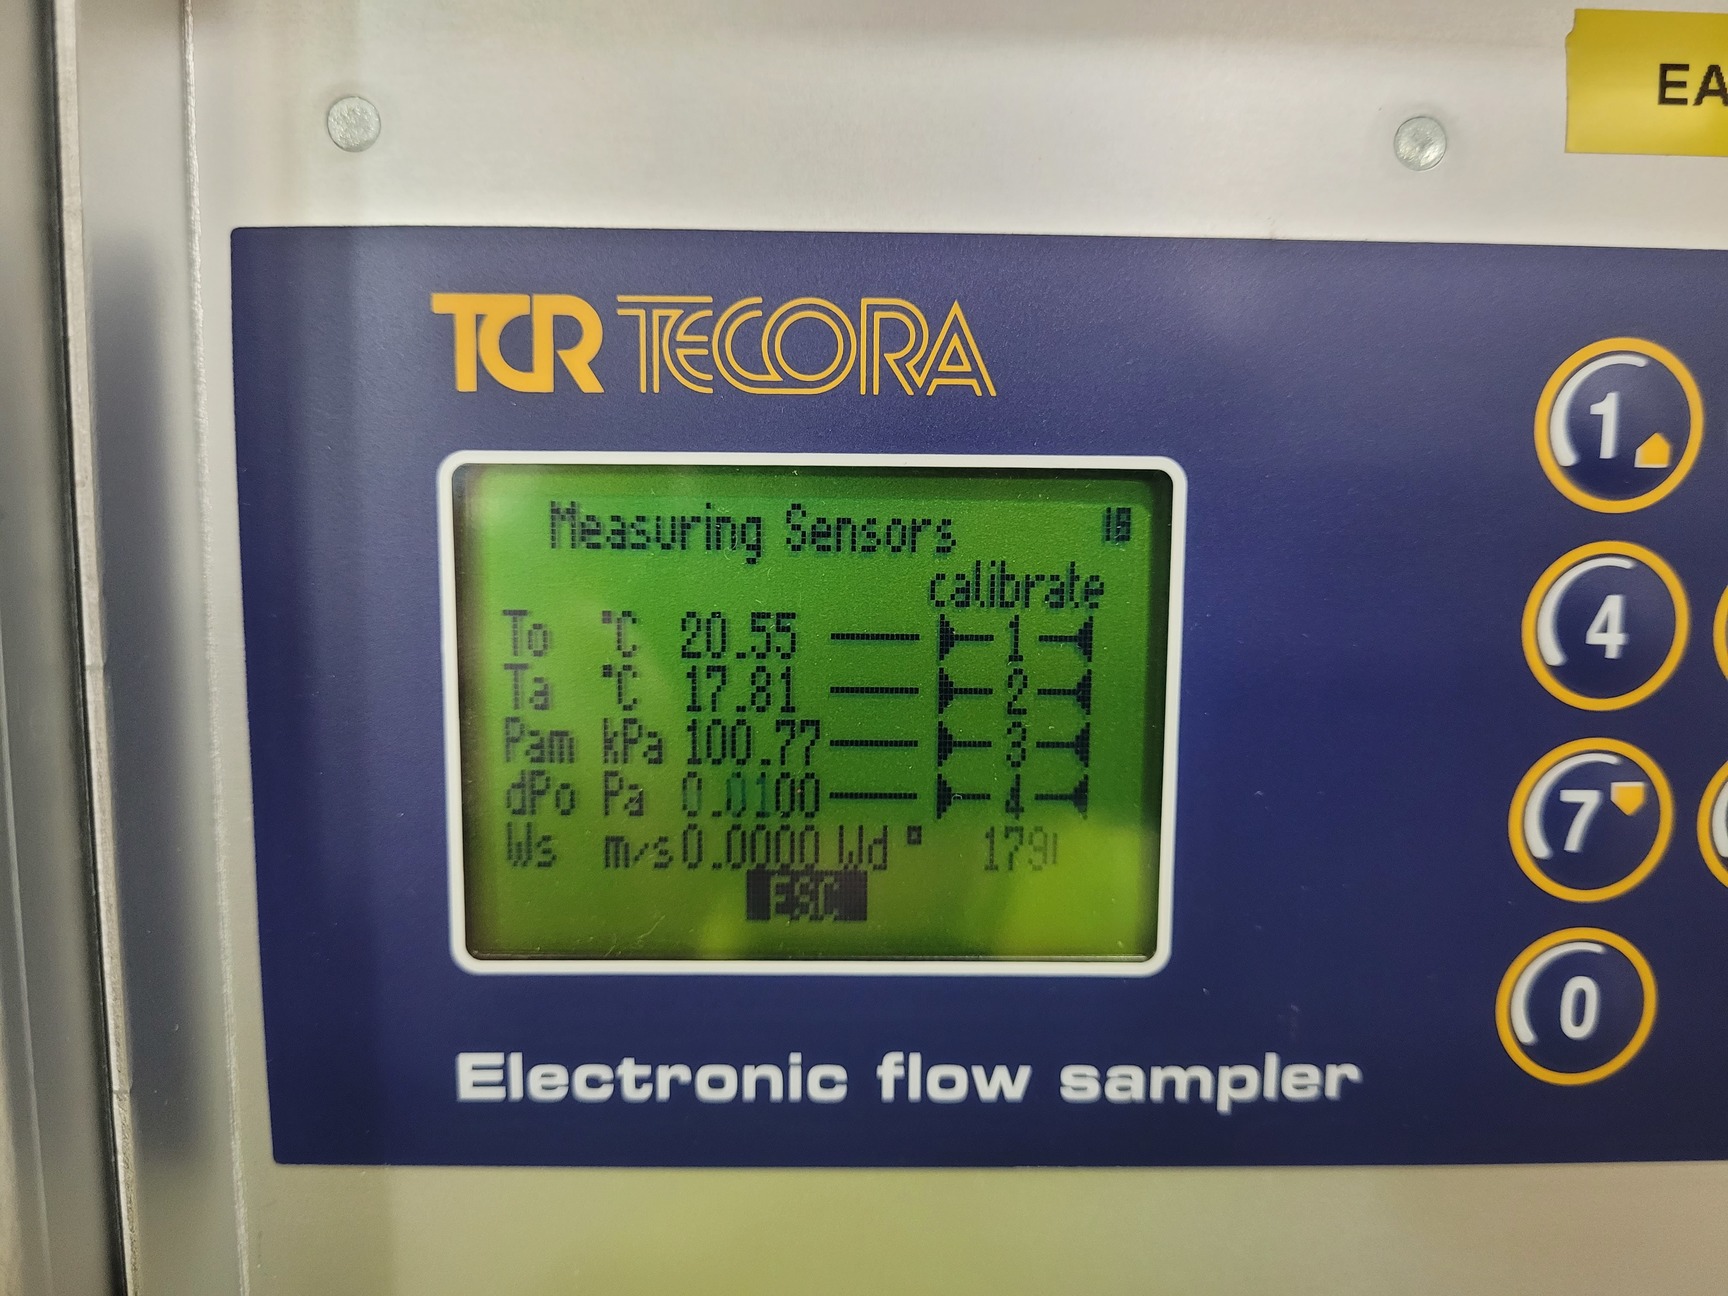 EA
TCR TECORA
Measuring Sensors
calibrate
To °C 20.55 1
Ta °C 17.81 2
Pam kPa 100.77 3
dPo Pa 0.0100 4
Ws m/s 0.0000 Wd °
ESC
Electronic flow sampler
1
4
7
0